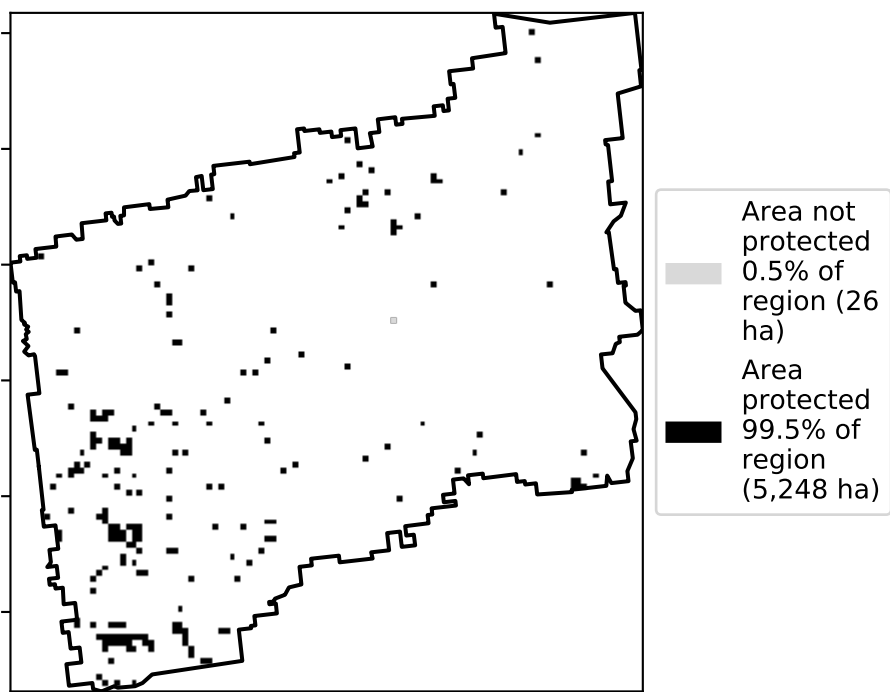 Area not
protected
0.5% of
region (26
ha)
Area
protected
99.5% of
region
(5,248 ha)